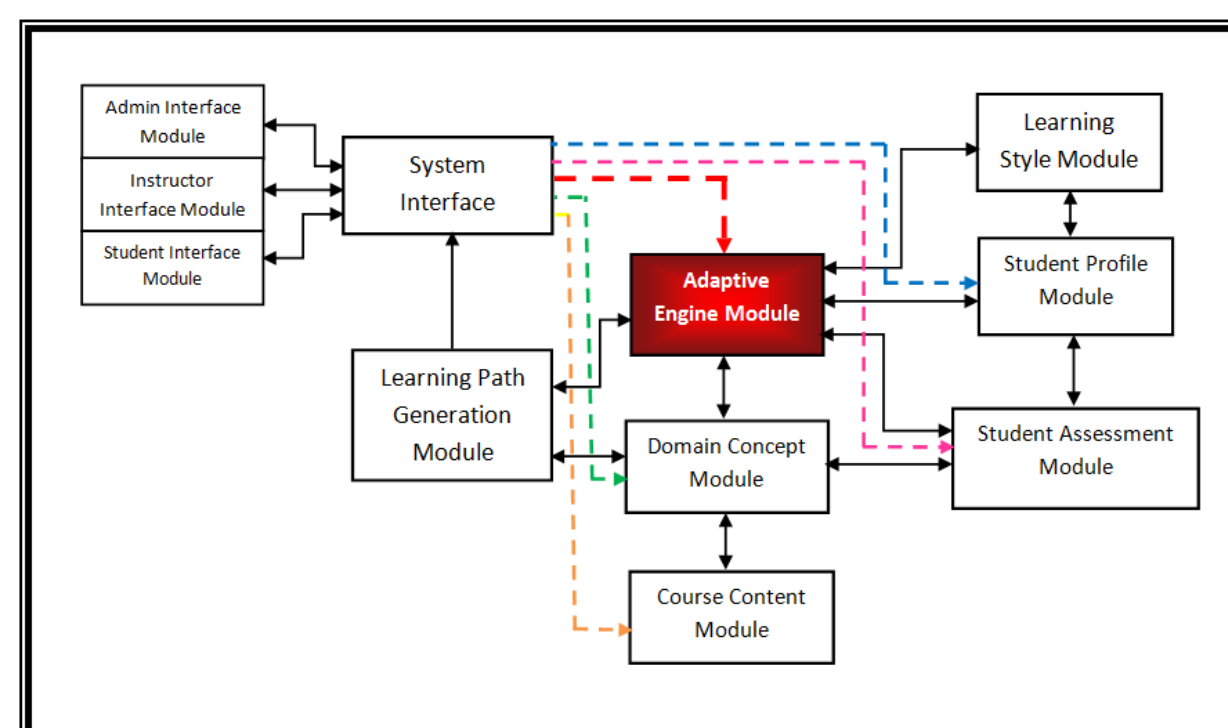 Admin Interface
Module
Instructor
Interface Module
Student Interface
Module
System
Interface
Learning Path
Generation
Module
Adaptive
Engine Module
Domain Concept
Module
Course Content
Module
Learning
Style Module
Student Profile
Module
Student Assessment
Module